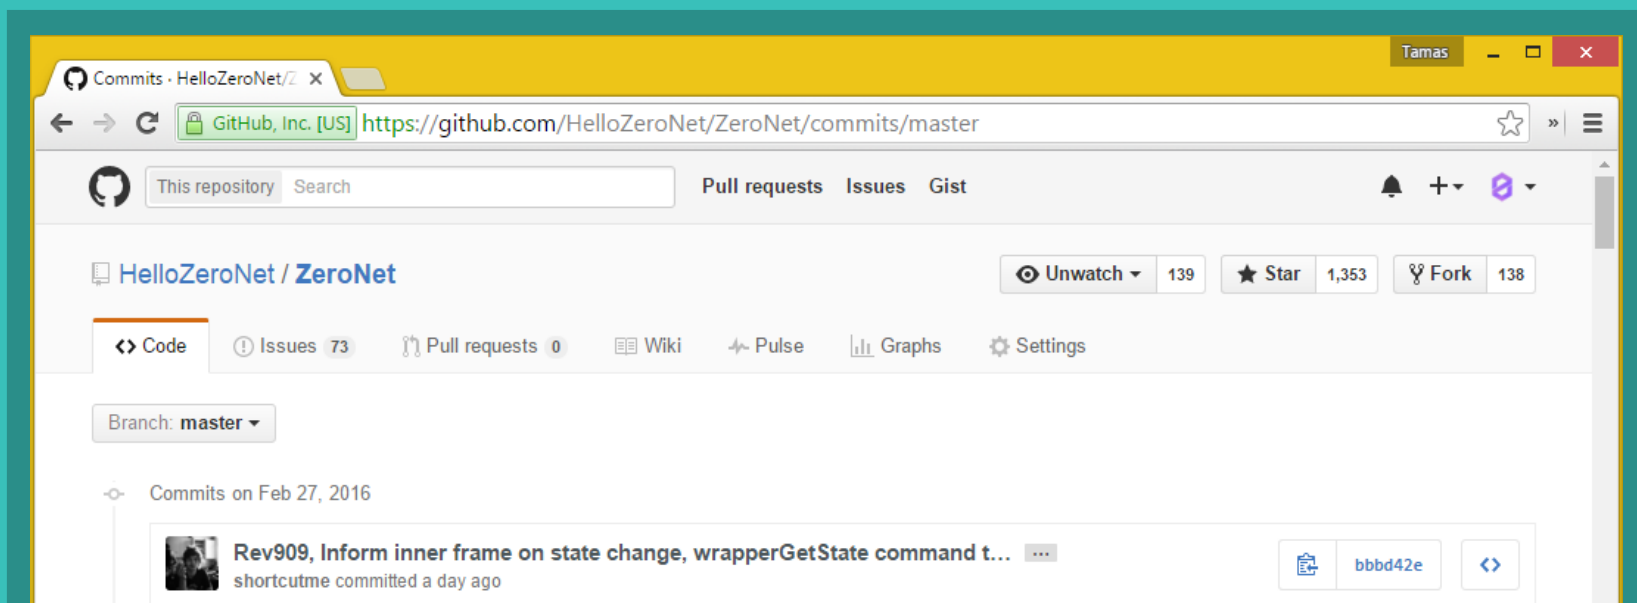 Tamas
Commits · HelloZeroNet/Z
GitHub, Inc. [US] https://github.com/HelloZeroNet/ZeroNet/commits/master
This repository Search Pull requests Issues Gist
HelloZeroNet / ZeroNet Unwatch 139 Star 1,353 Fork 138
Code Issues 73 Pull requests 0 Wiki Pulse Graphs Settings
Branch: master
Commits on Feb 27, 2016
Rev909, Inform inner frame on state change, wrapperGetState command t… ...
bbbd42e
shortcutme committed a day ago